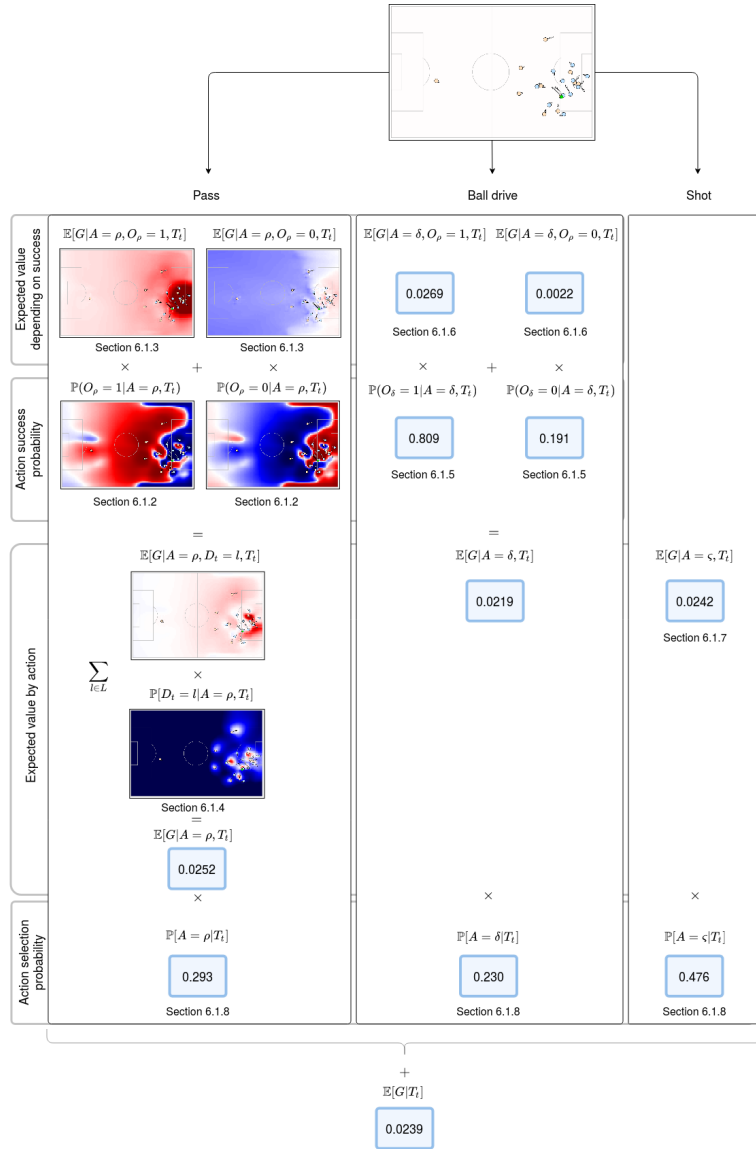 Pass
Ball drive
Shot
Expected value
depending on success
𝔼[G|A = ρ, O_ρ = 1, T_t]
𝔼[G|A = ρ, O_ρ = 0, T_t]
𝔼[G|A = δ, O_ρ = 1, T_t]
𝔼[G|A = δ, O_ρ = 0, T_t]
0.0269
0.0022
Section 6.1.3
Section 6.1.3
Section 6.1.6
Section 6.1.6
× + ×
× + ×
Action success
probability
ℙ(O_ρ = 1|A = ρ, T_t)
ℙ(O_ρ = 0|A = ρ, T_t)
ℙ(O_δ = 1|A = δ, T_t)
ℙ(O_δ = 0|A = δ, T_t)
0.809
0.191
Section 6.1.2
Section 6.1.2
Section 6.1.5
Section 6.1.5
=
=
Expected value by action
𝔼[G|A = ρ, D_t = l, T_t]
𝔼[G|A = δ, T_t]
𝔼[G|A = ς, T_t]
0.0219
0.0242
Section 6.1.7
∑
l∈L
×
ℙ[D_t = l|A = ρ, T_t]
Section 6.1.4
=
𝔼[G|A = ρ, T_t]
0.0252
×
×
×
Action selection
probability
ℙ[A = ρ|T_t]
ℙ[A = δ|T_t]
ℙ[A = ς|T_t]
0.293
0.230
0.476
Section 6.1.8
Section 6.1.8
Section 6.1.8
+
𝔼[G|T_t]
0.0239